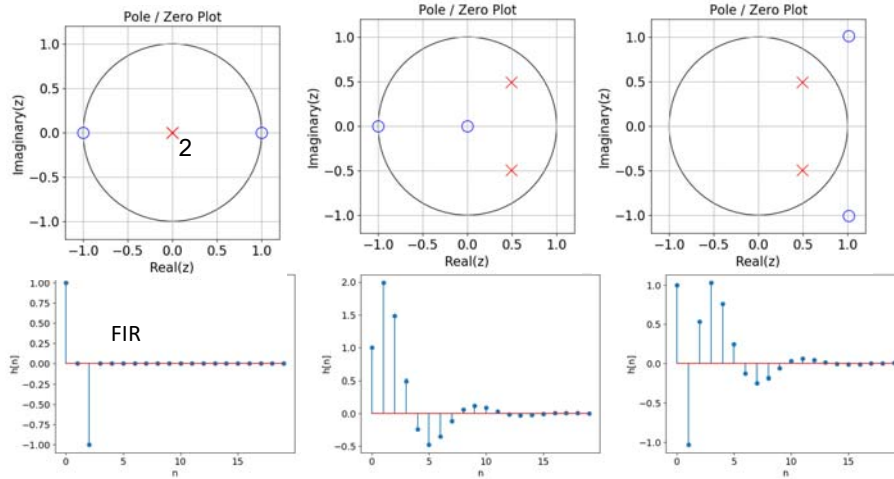 Pole / Zero Plot
1.0
0.5
0.0
−0.5
−1.0
Imaginary(z)
2
−1.0 −0.5 0.0 0.5 1.0
Real(z)
Pole / Zero Plot
1.0
0.5
0.0
−0.5
−1.0
Imaginary(z)
−1.0 −0.5 0.0 0.5 1.0
Real(z)
Pole / Zero Plot
1.0
0.5
0.0
−0.5
−1.0
Imaginary(z)
−1.0 −0.5 0.0 0.5 1.0
Real(z)
1.00
0.75
0.50
0.25
0.00
−0.25
−0.50
−0.75
−1.00
h[n]
FIR
0 5 10 15
n
2.0
1.5
1.0
0.5
0.0
−0.5
h[n]
0 5 10 15
n
1.0
0.5
0.0
−0.5
−1.0
h[n]
0 5 10 15
n